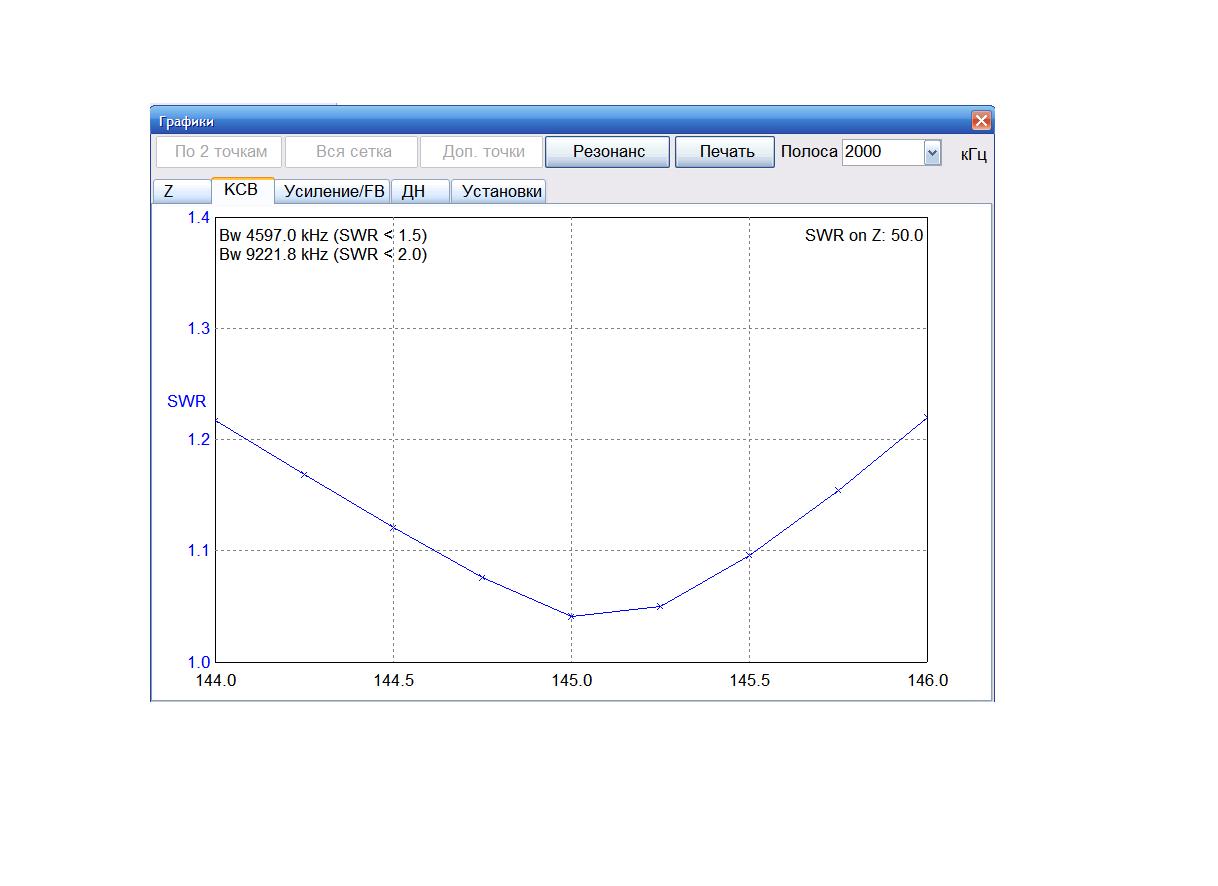 Графики
По 2 точкам Вся сетка Доп. точки Резонанс Печать Полоса 2000 кГц
Z КСВ Усиление/FB ДН Установки
1.4
Bw 4597.0 kHz (SWR < 1.5) SWR on Z: 50.0
Bw 9221.8 kHz (SWR < 2.0)
1.3
SWR
1.2
1.1
1.0
144.0 144.5 145.0 145.5 146.0